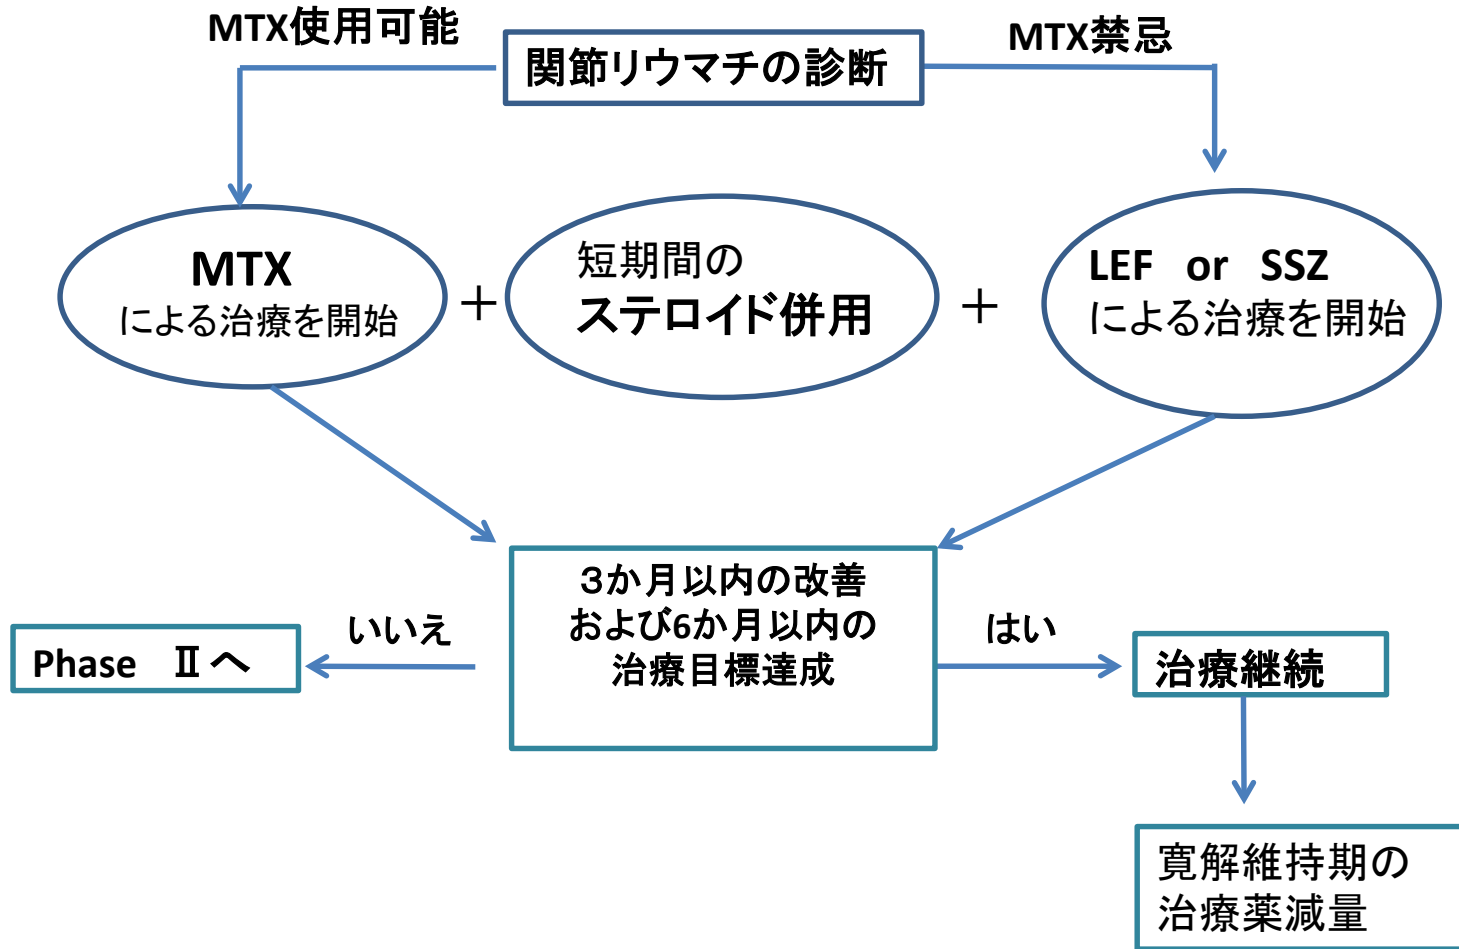 MTX使用可能
関節リウマチの診断
MTX禁忌
MTX
による治療を開始
＋
短期間の
ステロイド併用
＋
LEF or SSZ
による治療を開始
３か月以内の改善
および6か月以内の
治療目標達成
いいえ
はい
Phase Ⅱへ
治療継続
寛解維持期の
治療薬減量